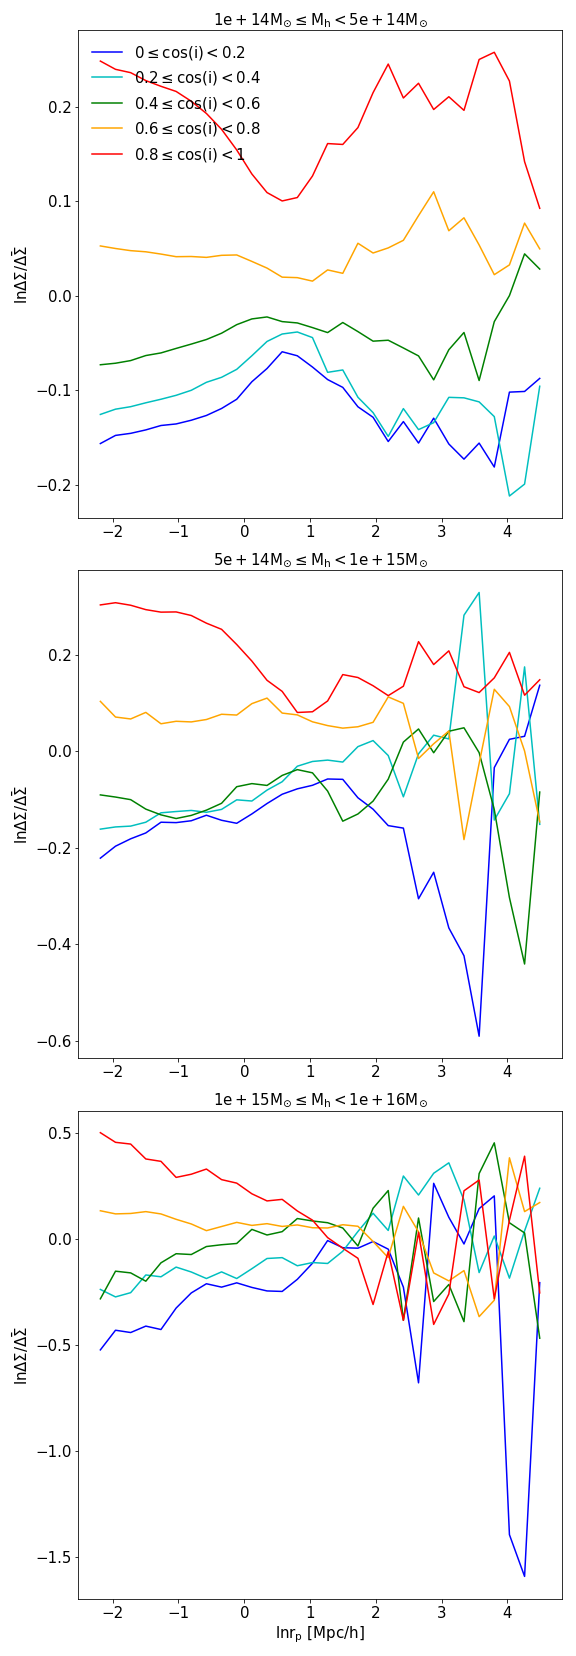 1e+14M⊙ ≤ Mh < 5e+14M⊙
0 ≤ cos(i) < 0.2
0.2 ≤ cos(i) < 0.4
0.4 ≤ cos(i) < 0.6
0.6 ≤ cos(i) < 0.8
0.8 ≤ cos(i) < 1
0.2
0.1
0.0
−0.1
−0.2
lnΔΣ/ΔΣ̄
−2 −1 0 1 2 3 4
5e+14M⊙ ≤ Mh < 1e+15M⊙
0.2
0.0
−0.2
−0.4
−0.6
lnΔΣ/ΔΣ̄
−2 −1 0 1 2 3 4
1e+15M⊙ ≤ Mh < 1e+16M⊙
0.5
0.0
−0.5
−1.0
−1.5
lnΔΣ/ΔΣ̄
−2 −1 0 1 2 3 4
lnrp [Mpc/h]